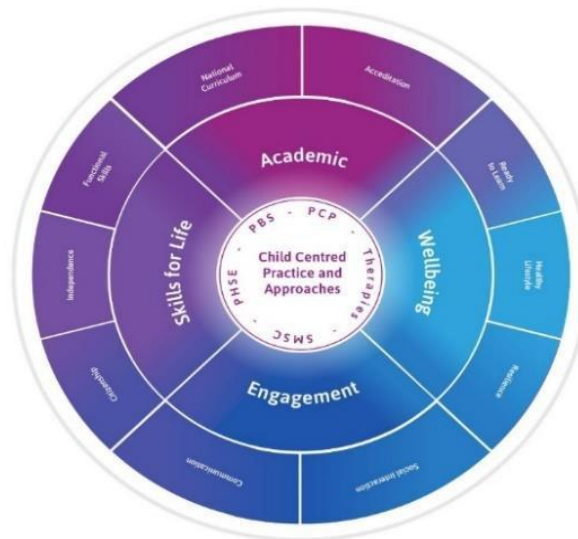 National
Curriculum
Accreditation
Functional
Skills
Ready
to Learn
Academic
PHSE - PBS - PCP - Therapies - SMSC -
Child Centred
Practice and
Approaches
Skills for Life
Wellbeing
Independence
Healthy
Lifestyle
Engagement
Citizenship
Resilience
Communication
Social Interaction